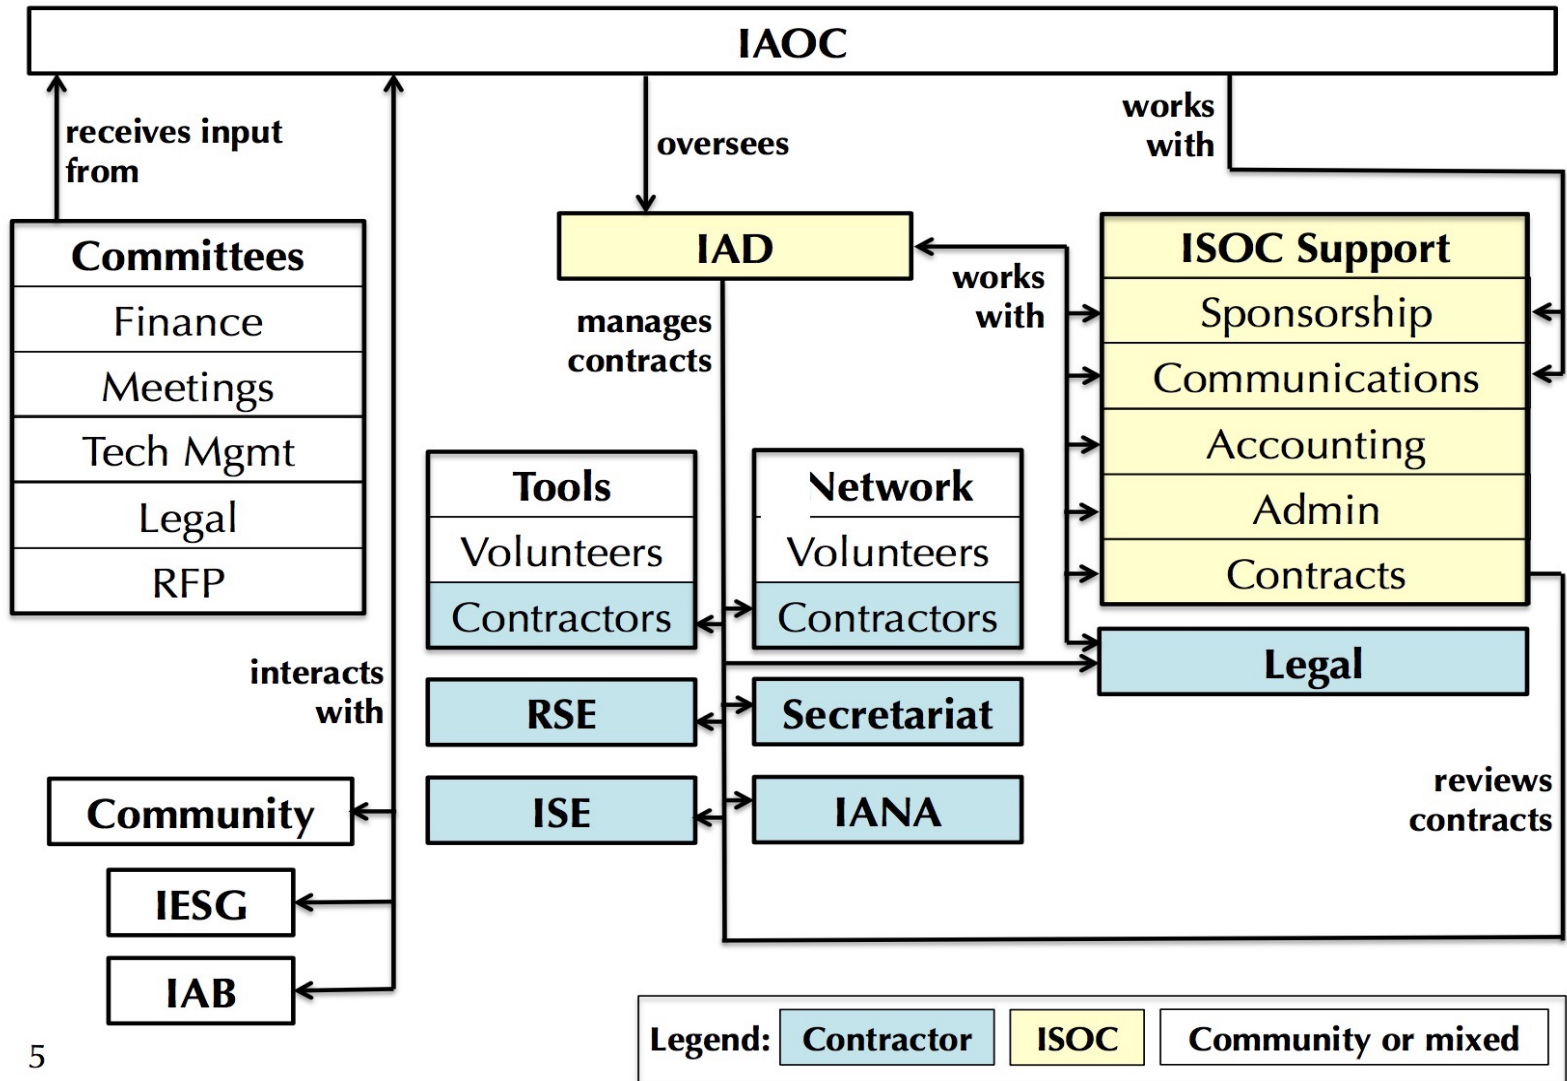 IAOC
receives input
from
oversees
works
with
Committees
Finance
Meetings
Tech Mgmt
Legal
RFP
IAD
works
with
manages
contracts
ISOC Support
Sponsorship
Communications
Accounting
Admin
Contracts
Tools
Volunteers
Contractors
Network
Volunteers
Contractors
Legal
interacts
with
RSE
Secretariat
ISE
IANA
reviews
contracts
Community
IESG
IAB
5
Legend: Contractor ISOC Community or mixed